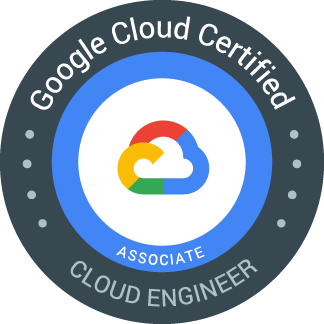 Google Cloud Certified
ASSOCIATE
CLOUD ENGINEER